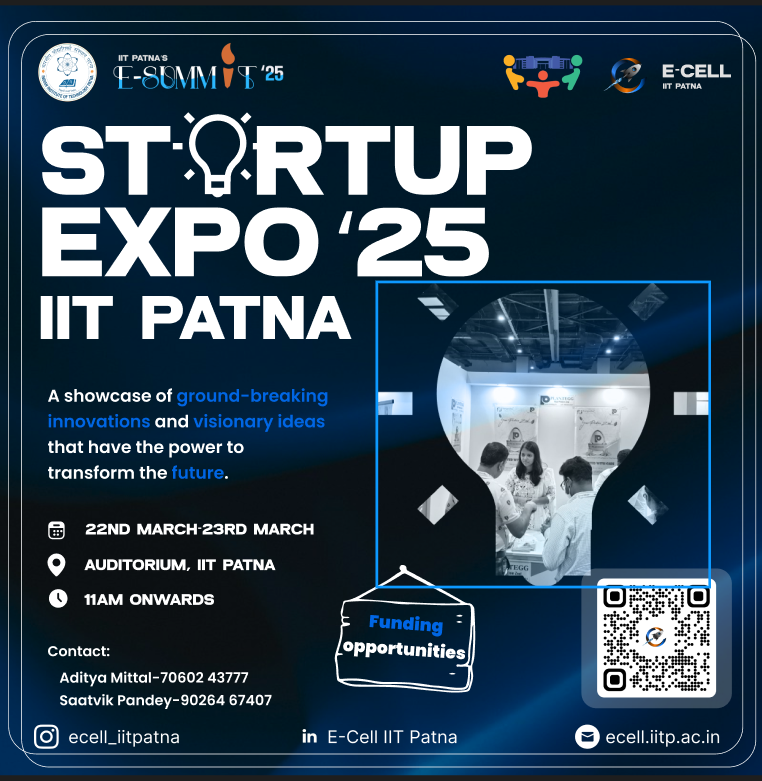 IIT PATNA'S
E-SUMMIT '25
E-CELL
IIT PATNA
STARTUP
EXPO '25
IIT PATNA
A showcase of ground-breaking
innovations and visionary ideas
that have the power to
transform the future.
22ND MARCH-23RD MARCH
AUDITORIUM, IIT PATNA
11AM ONWARDS
Funding
opportunities
Contact:
Aditya Mittal-70602 43777
Saatvik Pandey-90264 67407
ecell_iitpatna
in E-Cell IIT Patna
ecell.iitp.ac.in